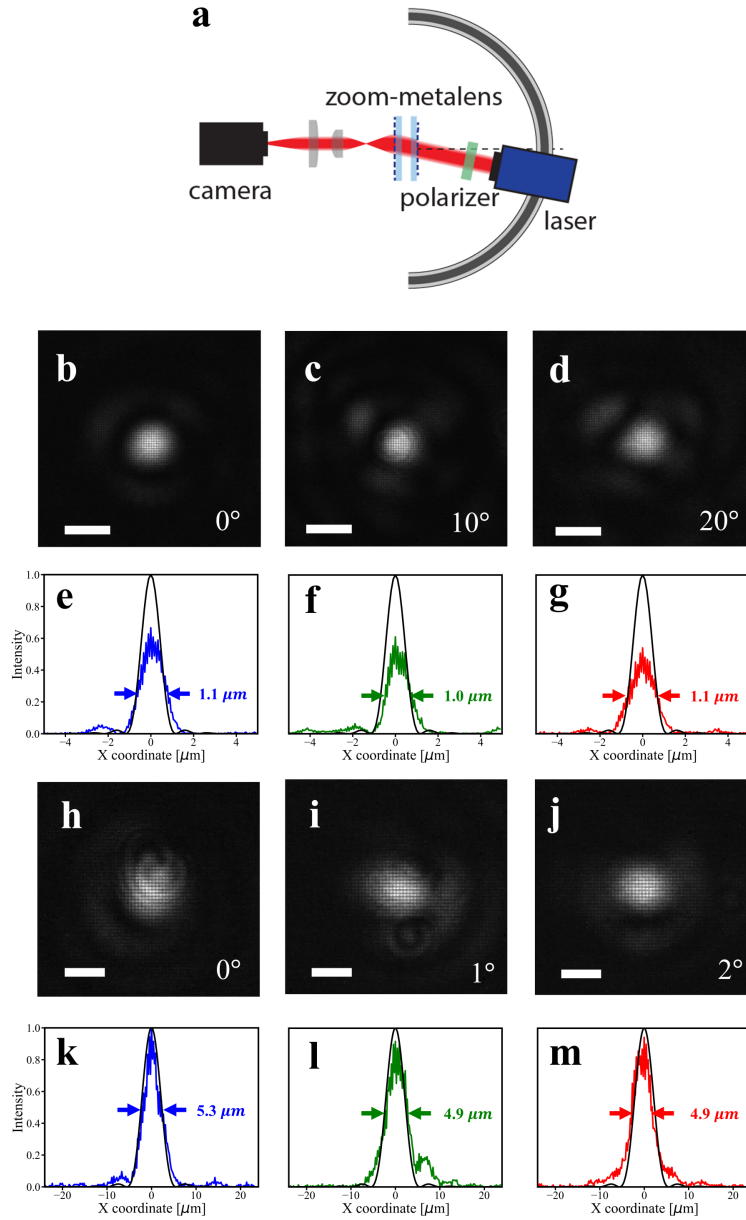 a
zoom-metalens
camera
polarizer
laser
b
0°
c
10°
d
20°
e
1.0
0.8
0.6
0.4
0.2
0.0
Intensity
1.1 μm
−4 −2 0 2 4
X coordinate [μm]
f
1.0 μm
−4 −2 0 2 4
X coordinate [μm]
g
1.1 μm
−4 −2 0 2 4
X coordinate [μm]
h
0°
i
1°
j
2°
k
1.0
0.8
0.6
0.4
0.2
0.0
Intensity
5.3 μm
−20 −10 0 10 20
X coordinate [μm]
l
4.9 μm
−20 −10 0 10 20
X coordinate [μm]
m
4.9 μm
−20 −10 0 10 20
X coordinate [μm]